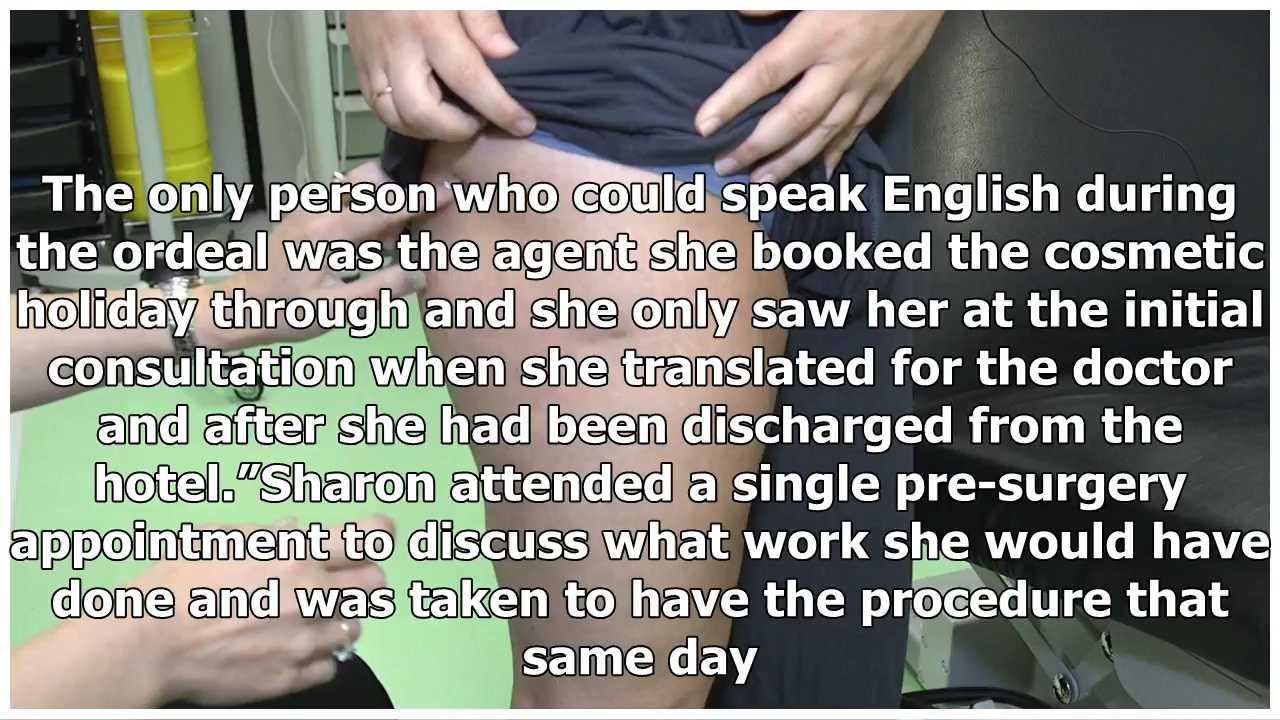 The only person who could speak English during
the ordeal was the agent she booked the cosmetic
holiday through and she only saw her at the initial
consultation when she translated for the doctor
and after she had been discharged from the
hotel.”Sharon attended a single pre-surgery
appointment to discuss what work she would have
done and was taken to have the procedure that
same day